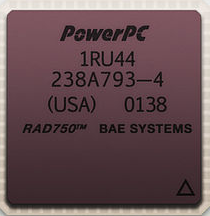 PowerPC
1RU44
238A793–4
(USA) 0138
RAD750™ BAE SYSTEMS